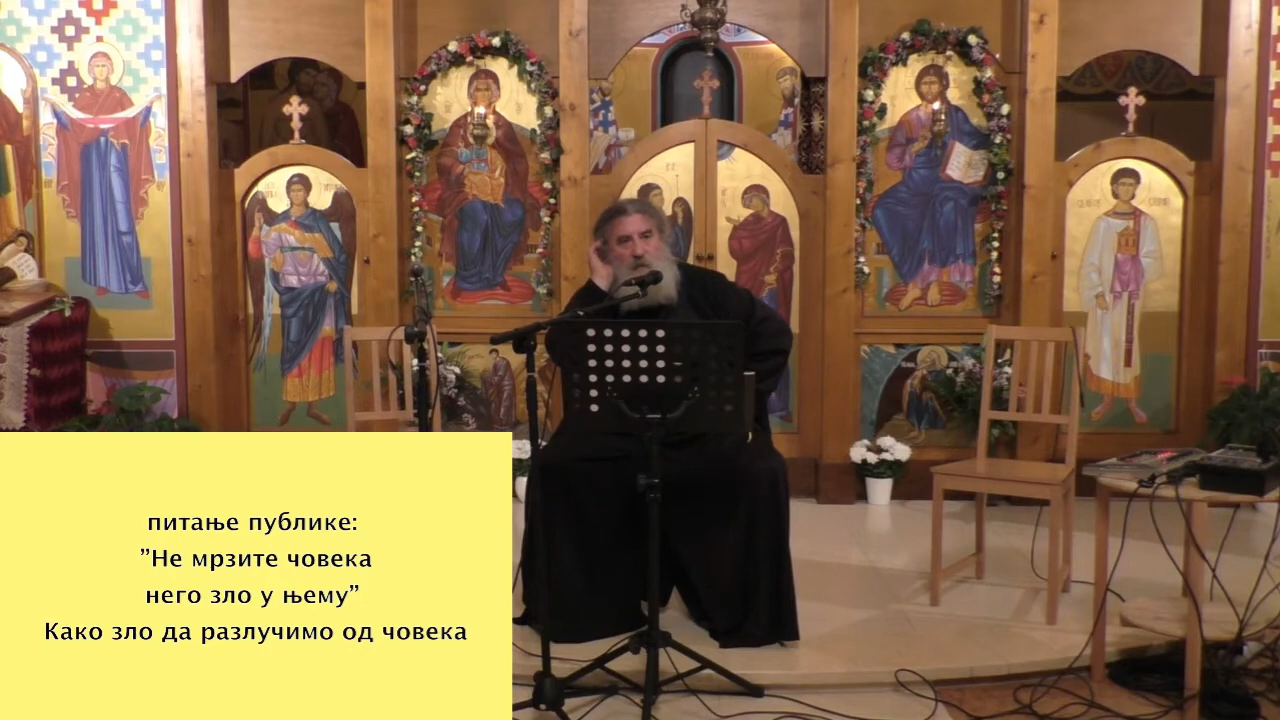 питање публике:
”Не мрзите човека
него зло у њему”
Како зло да разлучимо од човека